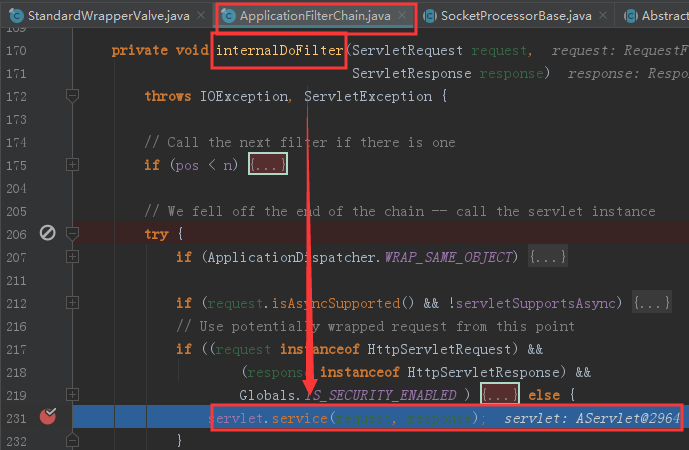 StandardWrapperValve.java ApplicationFilterChain.java SocketProcessorBase.java Abstrac
169
170 private void internalDoFilter(ServletRequest request, request: RequestF
171 ServletResponse response) response: Respo
172 throws IOException, ServletException {
173
174 // Call the next filter if there is one
175 if (pos < n) {...}
204
205 // We fell off the end of the chain -- call the servlet instance
206 try {
207 if (ApplicationDispatcher.WRAP_SAME_OBJECT) {...}
211
212 if (request.isAsyncSupported() && !servletSupportsAsync) {...}
216 // Use potentially wrapped request from this point
217 if ((request instanceof HttpServletRequest) &&
218 (response instanceof HttpServletResponse) &&
219 Globals.IS_SECURITY_ENABLED ) {...} else {
231 servlet.service(request, response); servlet: AServlet@2964
232 }